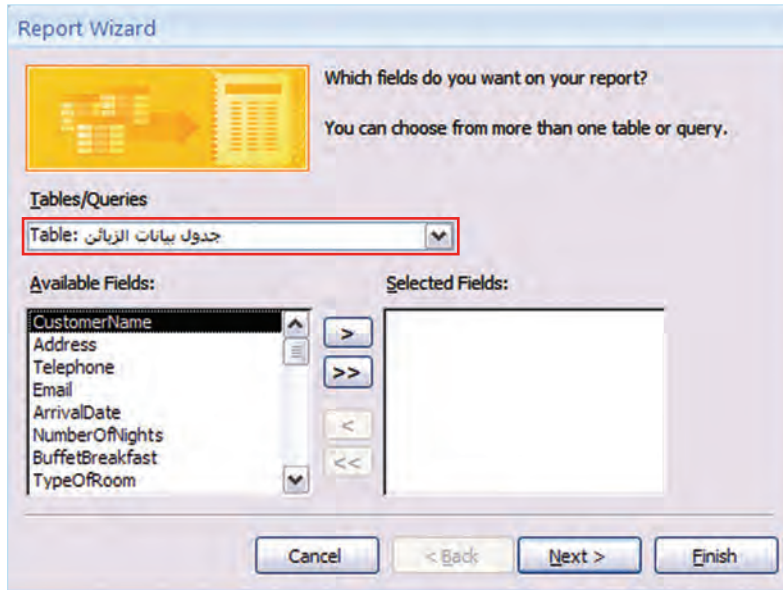 Report Wizard
Which fields do you want on your report?
You can choose from more than one table or query.
Tables/Queries
Table: جدول بيانات الزبائن
Available Fields:
Selected Fields:
CustomerName
Address
Telephone
Email
ArrivalDate
NumberOfNights
BuffetBreakfast
TypeOfRoom
>
>>
<
<<
Cancel
< Back
Next >
Finish